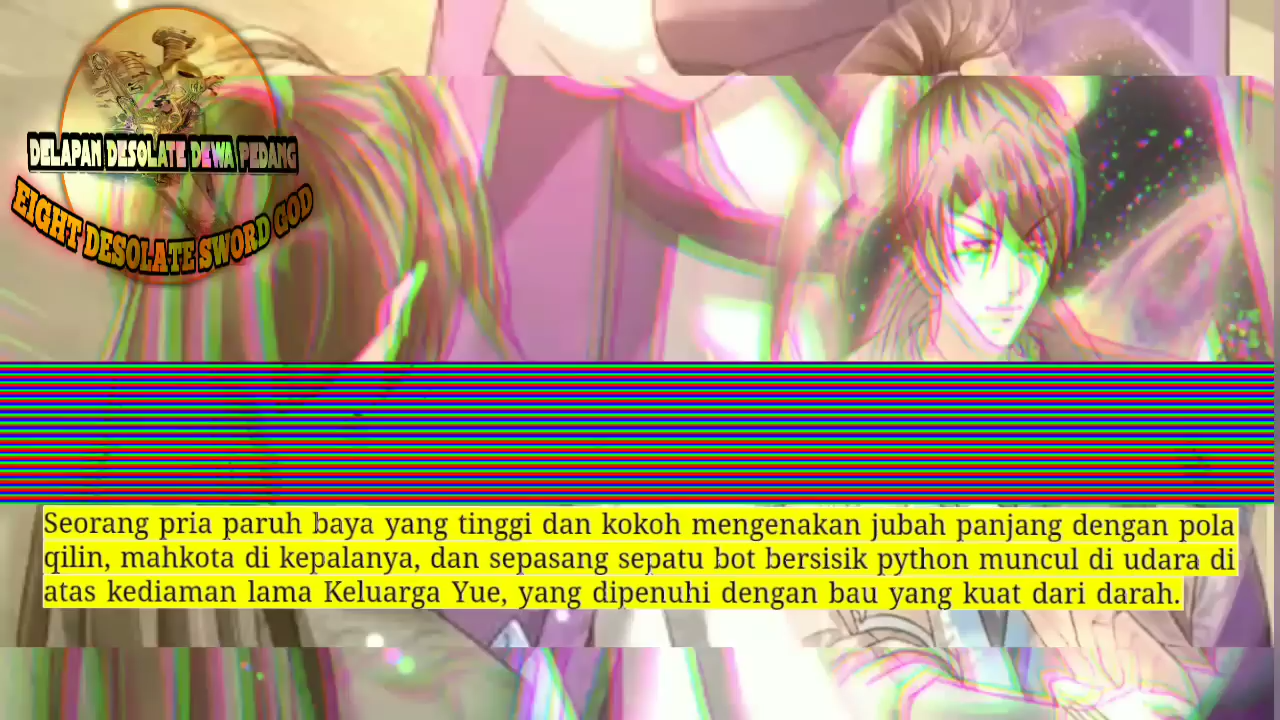 DELAPAN DESOLATE DEWA PEDANG
EIGHT DESOLATE SWORD GOD
Seorang pria paruh baya yang tinggi dan kokoh mengenakan jubah panjang dengan pola
qilin, mahkota di kepalanya, dan sepasang sepatu bot bersisik python muncul di udara di
atas kediaman lama Keluarga Yue, yang dipenuhi dengan bau yang kuat dari darah.